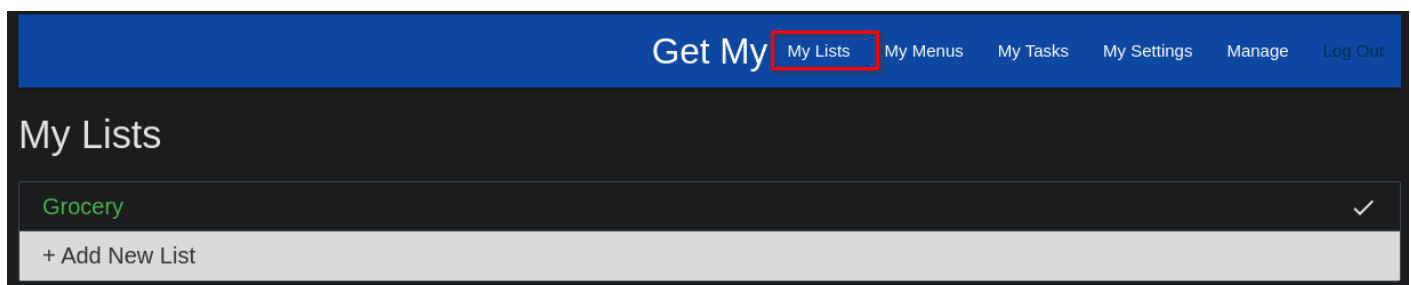 Get My My Lists My Menus My Tasks My Settings Manage Log Out
My Lists
Grocery
+ Add New List